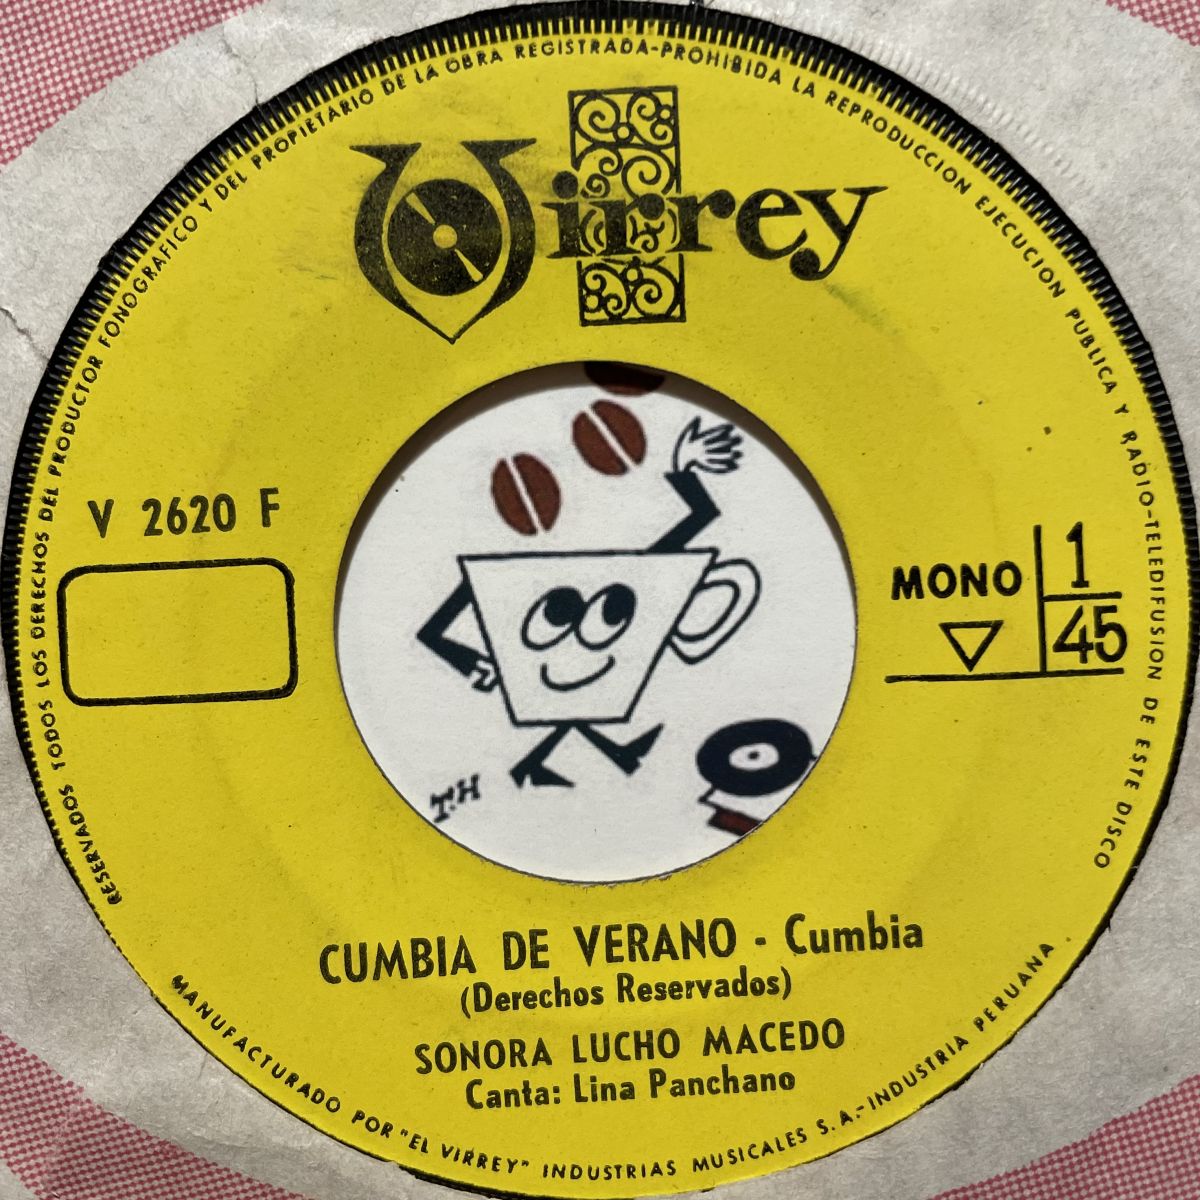 RESERVADOS TODOS LOS DERECHOS DEL PRODUCTOR FONOGRAFICO Y DEL PROPIETARIO DE LA OBRA REGISTRADA-PROHIBIDA LA REPRODUCCION EJECUCION PUBLICA Y RADIO-TELEDIFUSION DE ESTE DISCO
Virrey
V 2620 F
MONO 1
45
T.H
CUMBIA DE VERANO - Cumbia
(Derechos Reservados)
SONORA LUCHO MACEDO
Canta: Lina Panchano
MANUFACTURADO POR "EL VIRREY" INDUSTRIAS MUSICALES S.A.-INDUSTRIA PERUANA